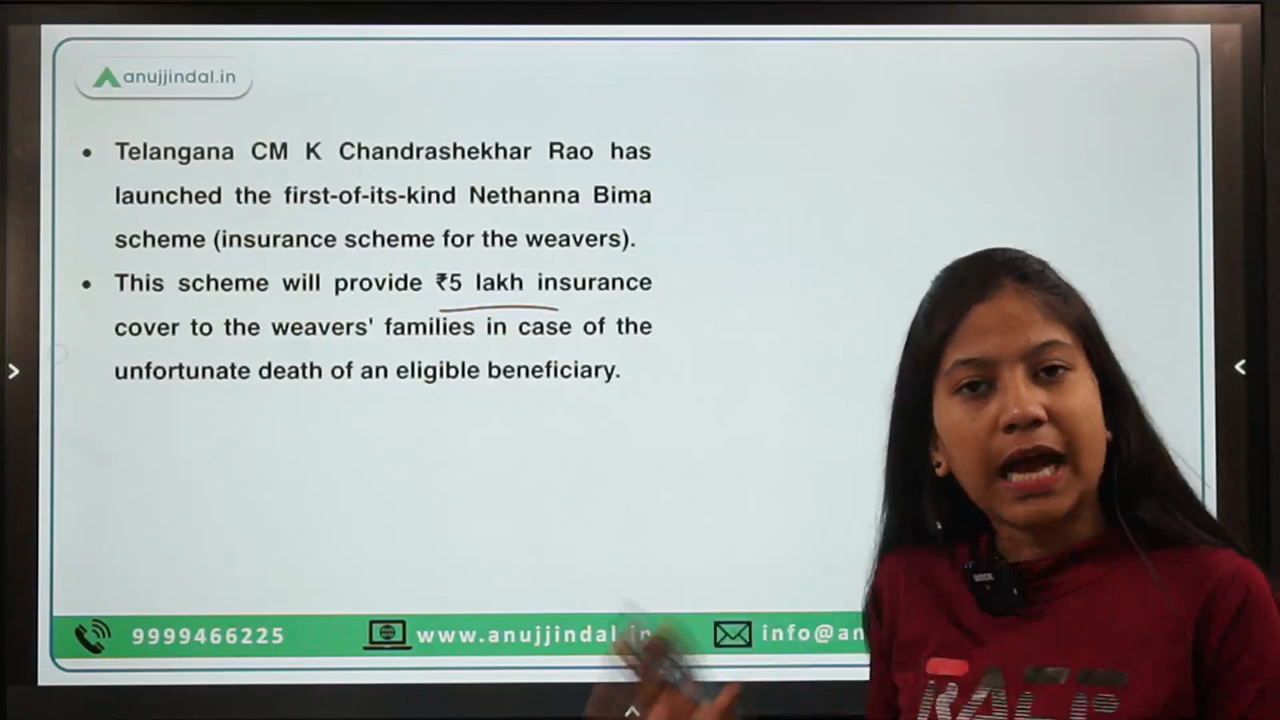 anujjindal.in
• Telangana CM K Chandrashekhar Rao has
launched the first-of-its-kind Nethanna Bima
scheme (insurance scheme for the weavers).
• This scheme will provide ₹5 lakh insurance
cover to the weavers' families in case of the
unfortunate death of an eligible beneficiary.
9999466225 www.anujjindal.in info@an